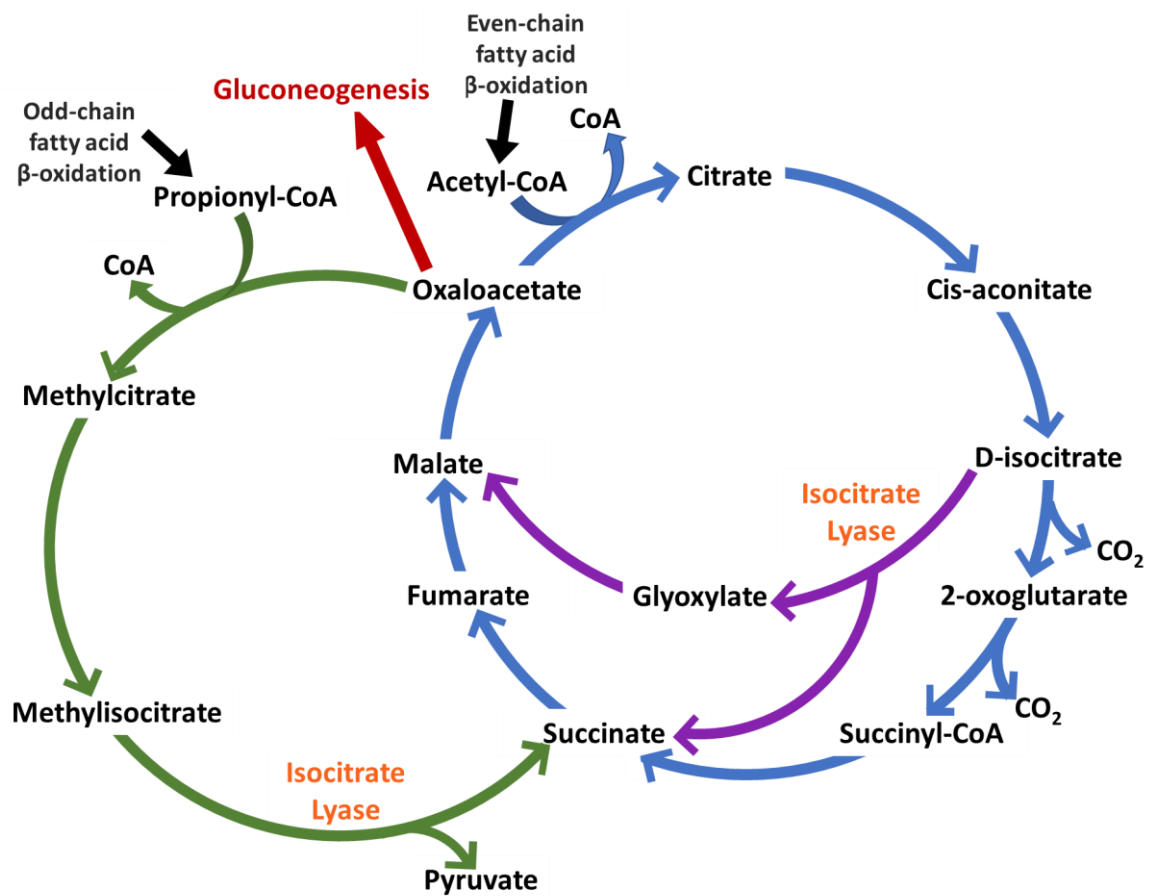 Even-chain
fatty acid
β-oxidation
Gluconeogenesis
Odd-chain
fatty acid
β-oxidation
CoA
Acetyl-CoA
Citrate
Propionyl-CoA
CoA
Oxaloacetate
Cis-aconitate
Methylcitrate
Malate
D-isocitrate
Isocitrate
Lyase
CO₂
Fumarate
Glyoxylate
2-oxoglutarate
Methylisocitrate
Succinate
Succinyl-CoA
CO₂
Isocitrate
Lyase
Pyruvate